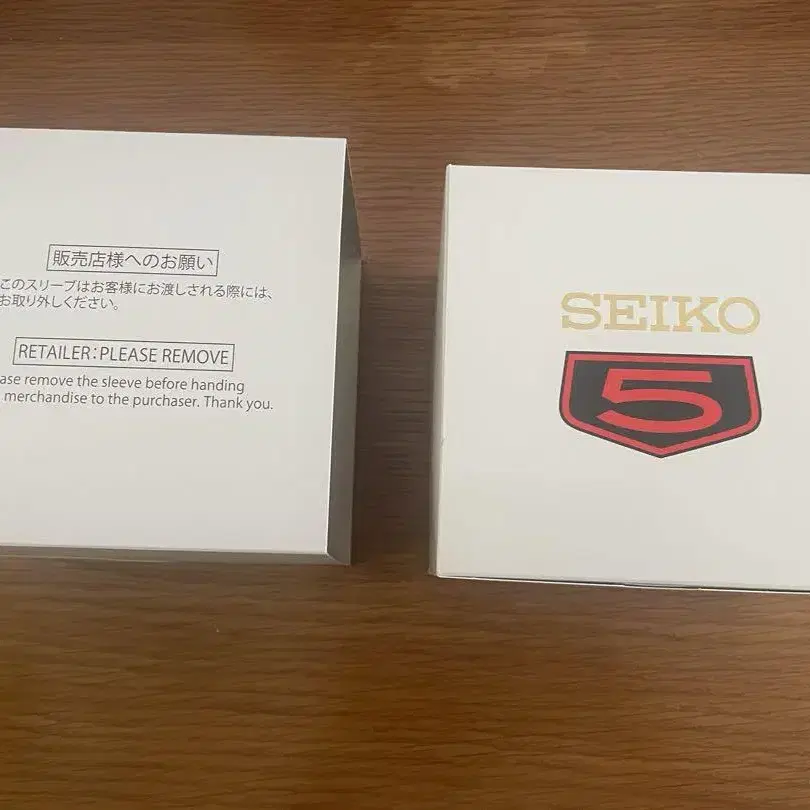 販売店様へのお願い
このスリーブはお客様にお渡しされる際には、
お取り外しください。
RETAILER:PLEASE REMOVE
ase remove the sleeve before handing
merchandise to the purchaser. Thank you.
SEIKO
5